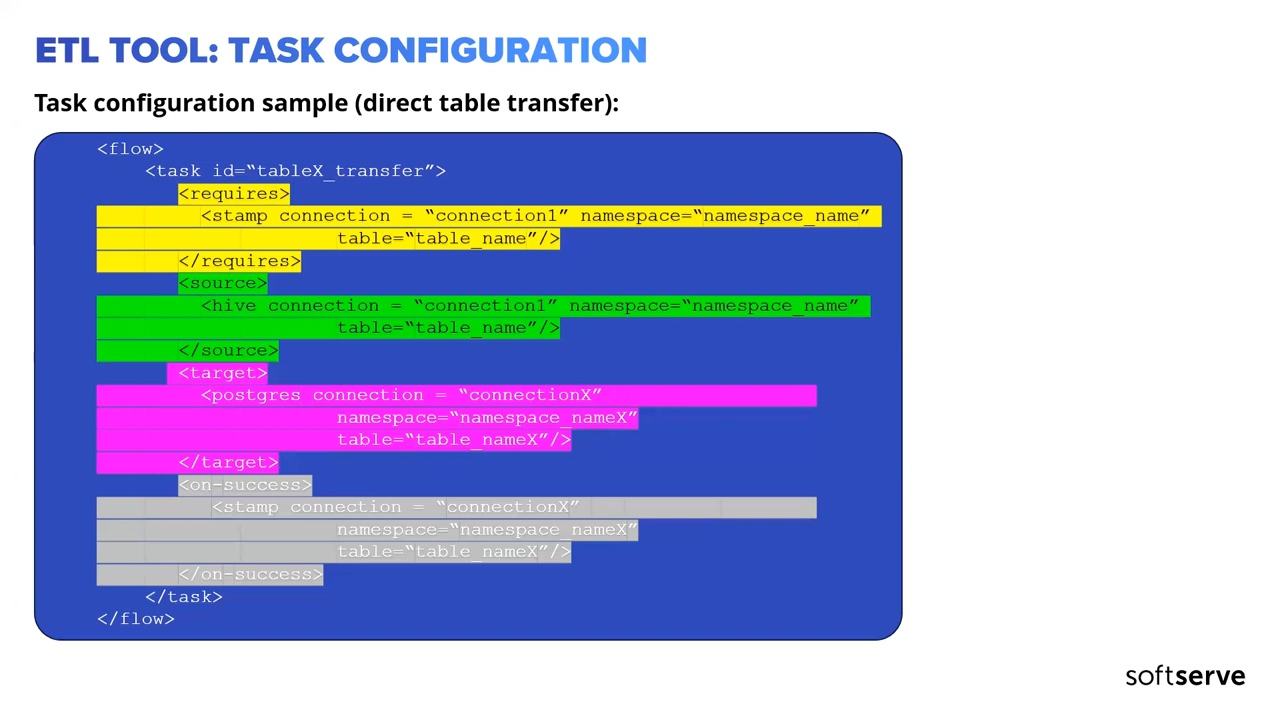 ETL TOOL: TASK CONFIGURATION
Task configuration sample (direct table transfer):
<flow>
<task id=“tableX_transfer”>
<requires>
<stamp connection = “connection1” namespace=“namespace_name”
table=“table_name”/>
</requires>
<source>
<hive connection = “connection1” namespace=“namespace_name”
table=“table_name”/>
</source>
<target>
<postgres connection = “connectionX”
namespace=“namespace_nameX”
table=“table_nameX”/>
</target>
<on-success>
<stamp connection = “connectionX”
namespace=“namespace_nameX”
table=“table_nameX”/>
</on-success>
</task>
</flow>
softserve